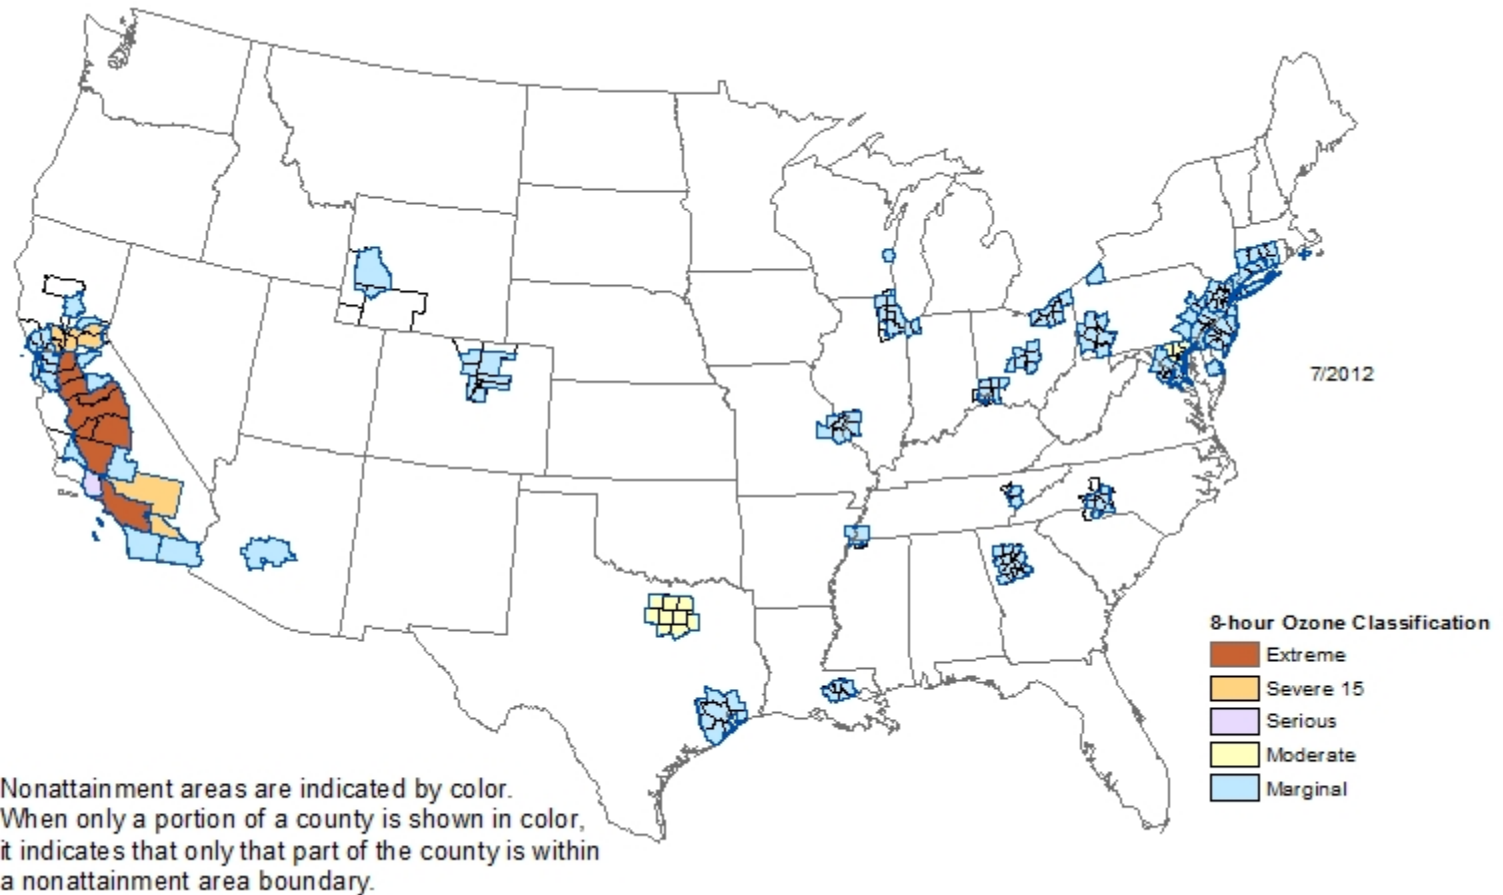 7/2012
8-hour Ozone Classification
Extreme
Severe 15
Serious
Moderate
Marginal
Nonattainment areas are indicated by color.
When only a portion of a county is shown in color,
it indicates that only that part of the county is within
a nonattainment area boundary.